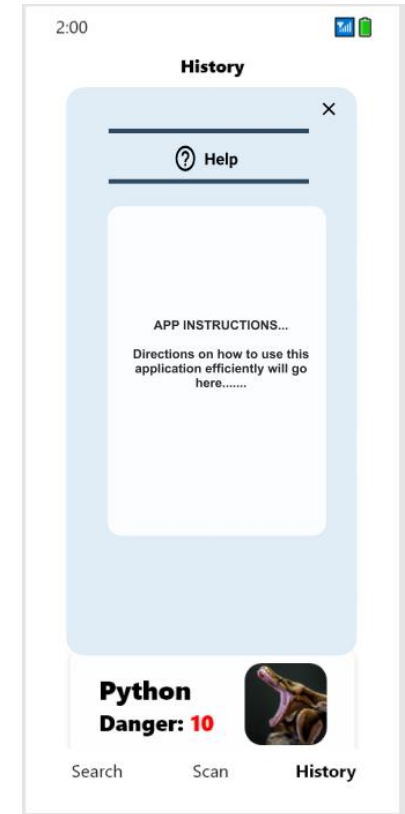 2:00
History
Help
APP INSTRUCTIONS...
Directions on how to use this
application efficiently will go
here.......
Python
Danger: 10
Search Scan History